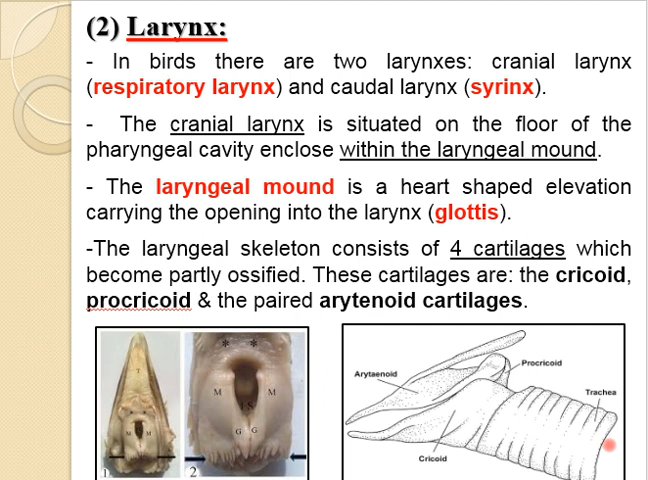 (2) Larynx:
- In birds there are two larynxes: cranial larynx
(respiratory larynx) and caudal larynx (syrinx).
- The cranial larynx is situated on the floor of the
pharyngeal cavity enclose within the laryngeal mound.
- The laryngeal mound is a heart shaped elevation
carrying the opening into the larynx (glottis).
-The laryngeal skeleton consists of 4 cartilages which
become partly ossified. These cartilages are: the cricoid,
procricoid & the paired arytenoid cartilages.
T
M M
1
* *
M M
G G
2
Procricoid
Arytaenoid
Trachea
Cricoid